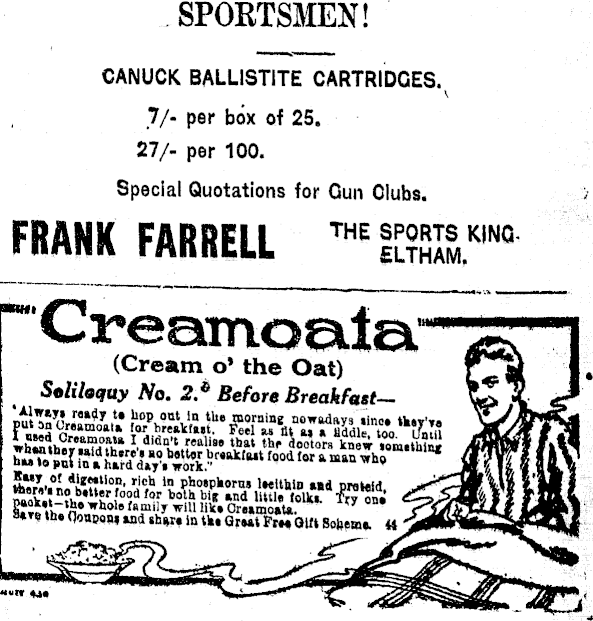 SPORTSMEN!
CANUCK BALLISTITE CARTRIDGES.
7/- per box of 25.
27/- per 100.
Special Quotations for Gun Clubs.
FRANK FARRELL
THE SPORTS KING.
ELTHAM.
Creamoata
(Cream o' the Oat)
Soliloquy No. 2. Before Breakfast—
"Always ready to hop out in the morning nowadays since they've
put on Creamoata for breakfast. Feel as fit as a fiddle, too. Until
I used Creamoata I didn't realise that the doctors knew something
when they said there's no better breakfast food for a man who
has to put in a hard day's work."
Easy of digestion, rich in phosphorus lecithin and proteid,
there's no better food for both big and little folks. Try one
packet—the whole family will like Creamoata.
Save the Coupons and share in the Great Free Gift Scheme. 44